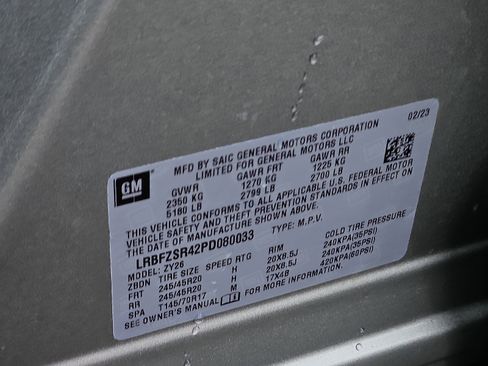 GM
MFD BY SAIC GENERAL MOTORS CORPORATION 02/23
LIMITED FOR GENERAL MOTORS LLC
GVWR GAWR FRT GAWR RR
2350 KG 1270 KG 1225 KG
5180 LB 2799 LB 2700 LB
THIS VEHICLE CONFORMS TO ALL APPLICABLE U.S. FEDERAL MOTOR
VEHICLE SAFETY AND THEFT PREVENTION STANDARDS IN EFFECT ON
THE DATE OF MANUFACTURE SHOWN ABOVE.
LRBFZSR42PD080033 TYPE: M.P.V.
MODEL: ZY26
ZBDN TIRE SIZE SPEED RTG RIM COLD TIRE PRESSURE
FRT 245/45R20 H 20X8.5J 240KPA(35PSI)
RR 245/45R20 H 20X8.5J 240KPA(35PSI)
SPA T145/70R17 M 17X4B 420KPA(60PSI)
SEE OWNER'S MANUAL FOR MORE INFORMATION.